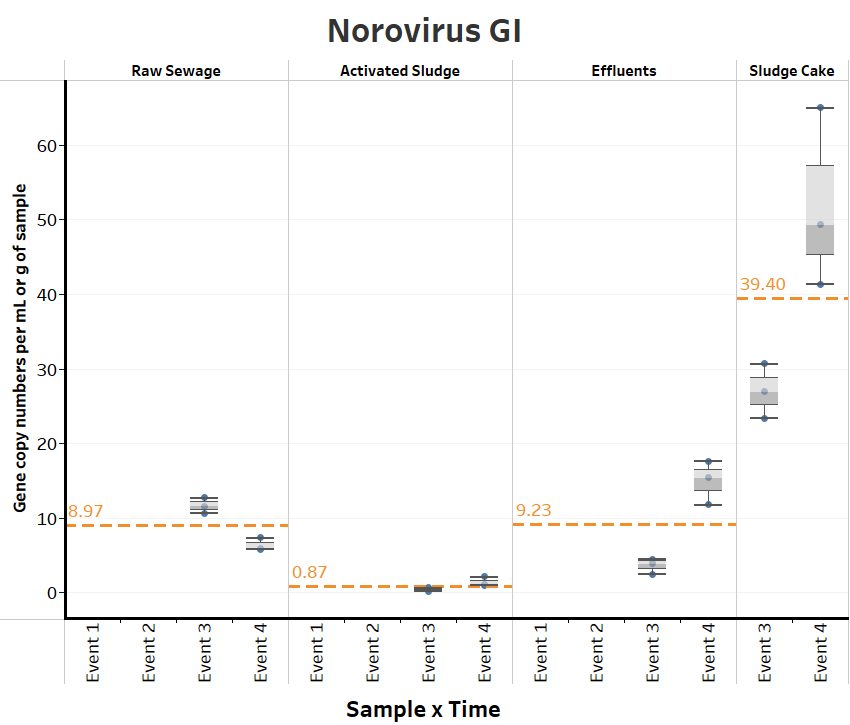 Norovirus GI
Raw Sewage
Activated Sludge
Effluents
Sludge Cake
Gene copy numbers per mL or g of sample
60
50
40
30
20
10
0
8.97
0.87
9.23
39.40
Event 1
Event 2
Event 3
Event 4
Event 1
Event 2
Event 3
Event 4
Event 1
Event 2
Event 3
Event 4
Event 3
Event 4
Sample x Time